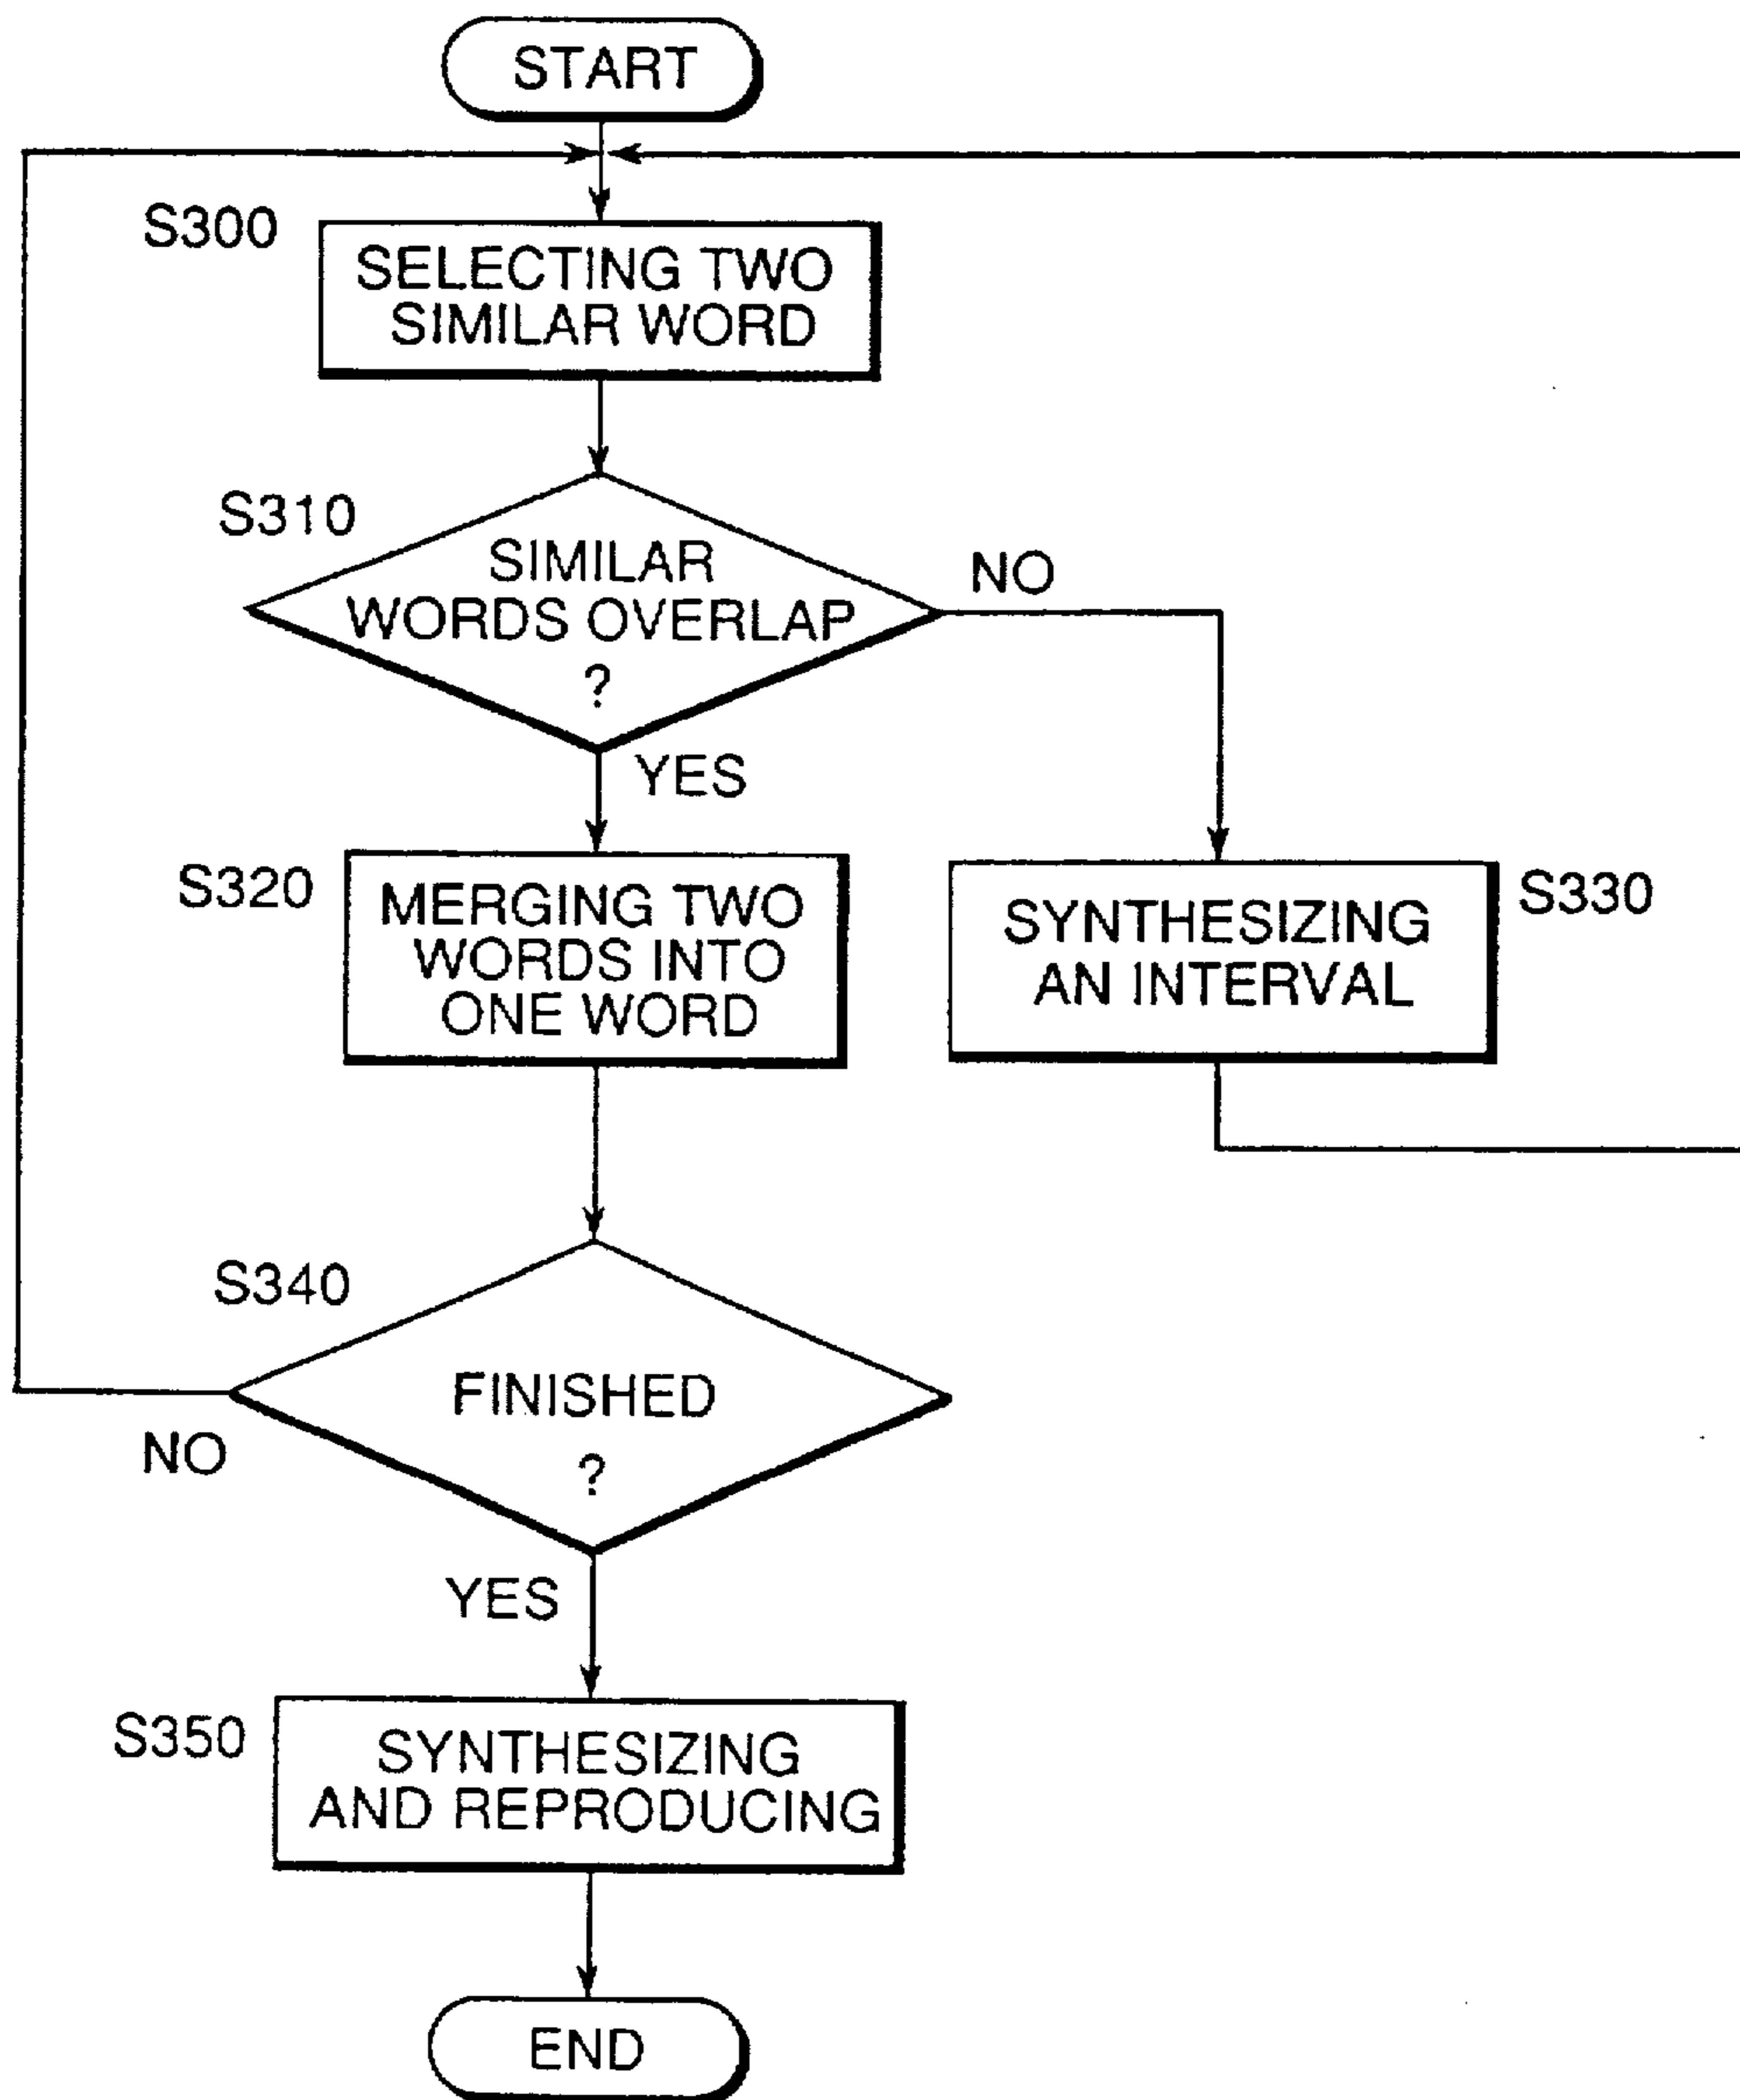 START
S300
SELECTING TWO
SIMILAR WORD
S310
SIMILAR
WORDS OVERLAP
?
NO
YES
S320
MERGING TWO
WORDS INTO
ONE WORD
SYNTHESIZING
AN INTERVAL
S330
S340
FINISHED
?
NO
YES
S350
SYNTHESIZING
AND REPRODUCING
END